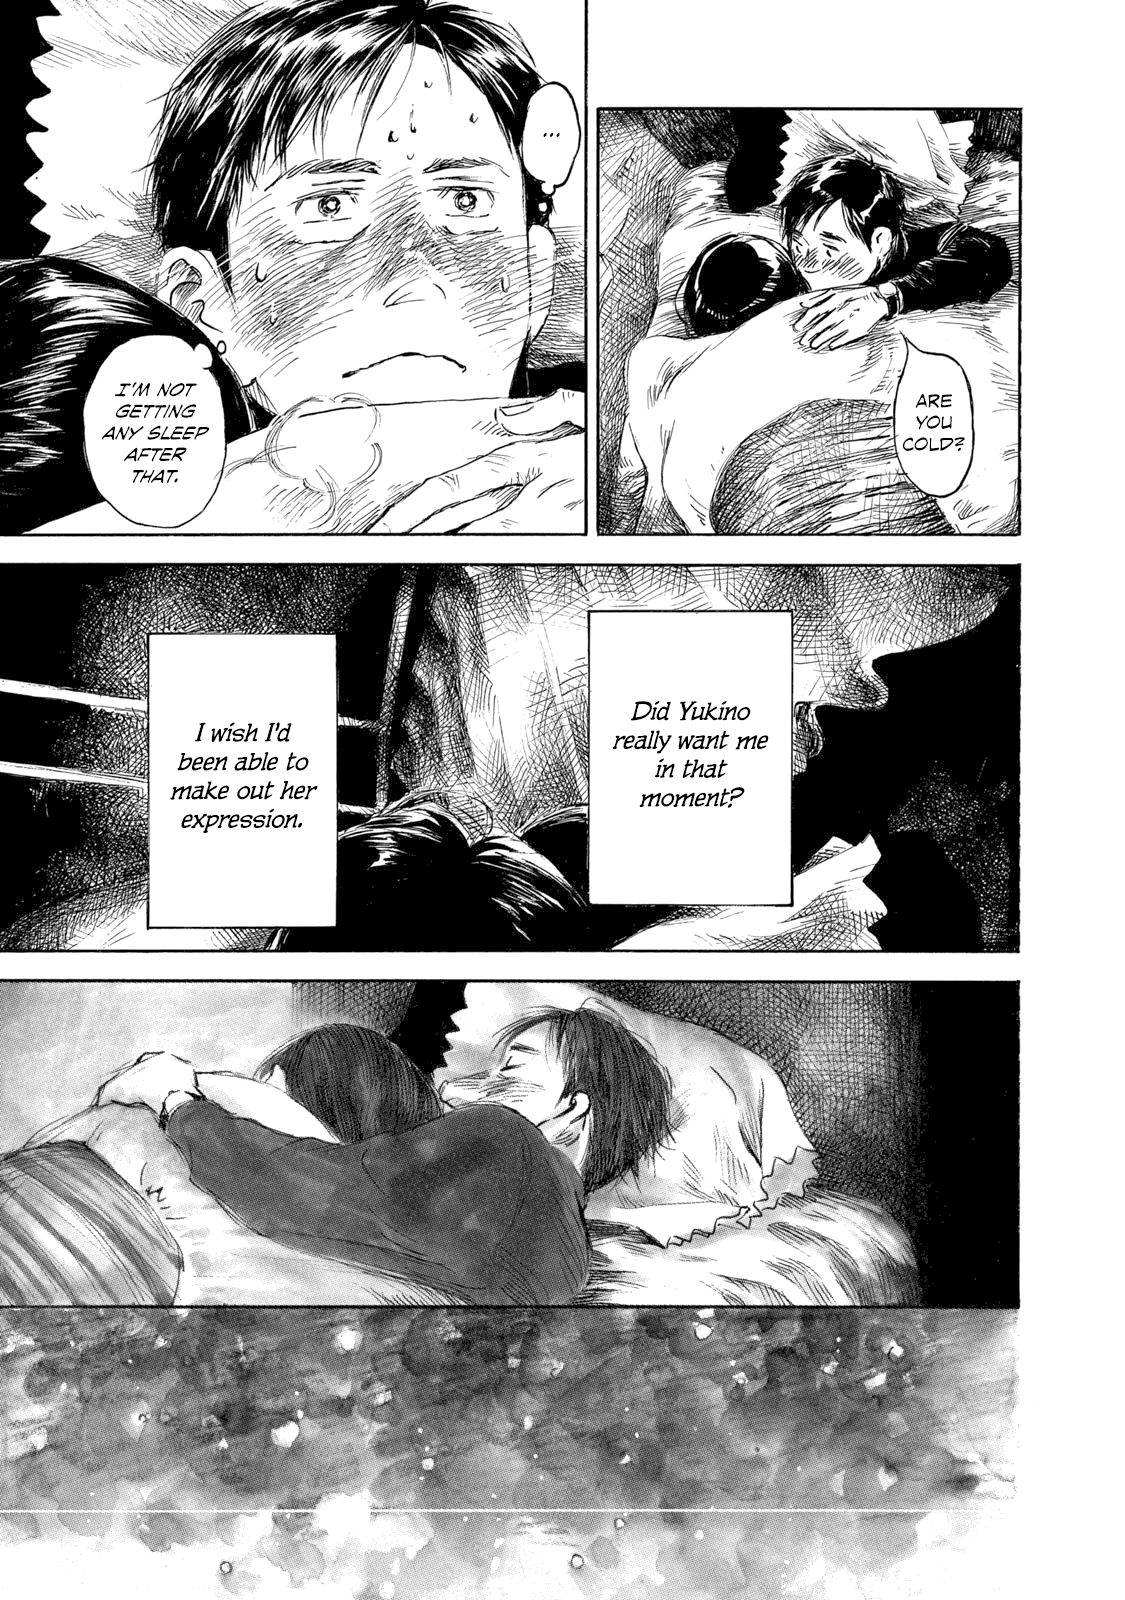 ARE
YOU
COLD?
...
I'M NOT
GETTING
ANY SLEEP
AFTER
THAT.
Did Yukino
really want me
in that
moment?
I wish I'd
been able to
make out her
expression.